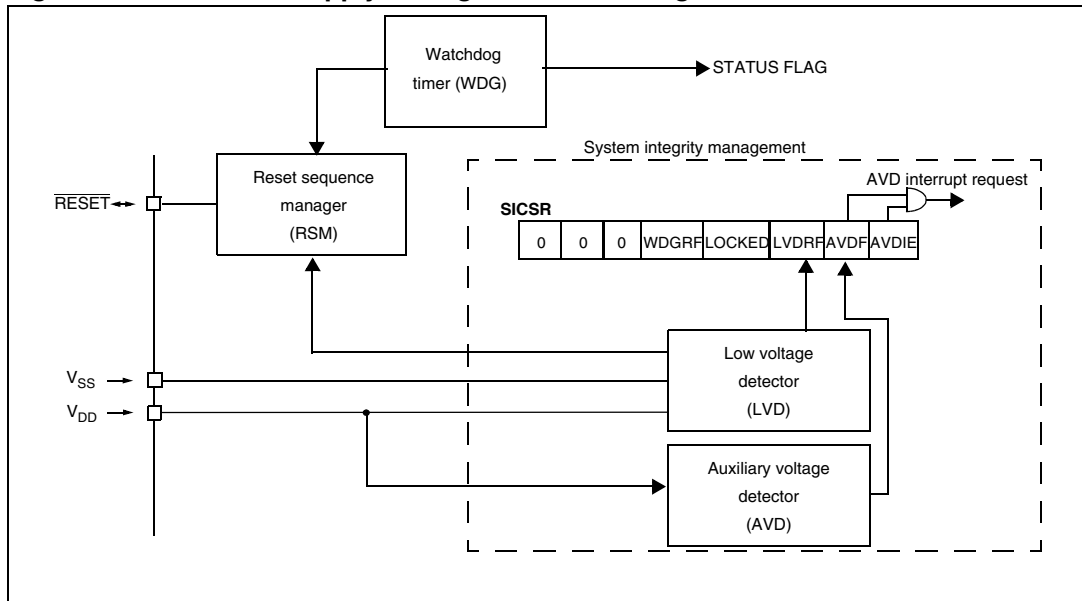 Watchdog
timer (WDG)
STATUS FLAG
System integrity management
Reset sequence
manager
(RSM)
RESET
AVD interrupt request
SICSR
0 0 0 WDGRF LOCKED LVDRF AVDF AVDIE
Low voltage
detector
(LVD)
VSS
VDD
Auxiliary voltage
detector
(AVD)